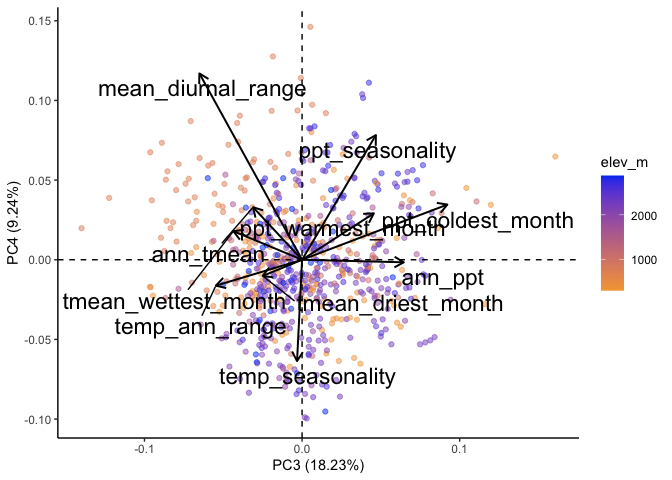 0.15
mean_diurnal_range
0.10
ppt_seasonality
elev_m
0.05
ppt_coldest_month
2000
ppt_warmest_month
ann_tmean
1000
0.00
ann_ppt
tmean_wettest_month
tmean_driest_month
temp_ann_range
-0.05
temp_seasonality
-0.10
PC4 (9.24%)
-0.1
0.0
0.1
PC3 (18.23%)